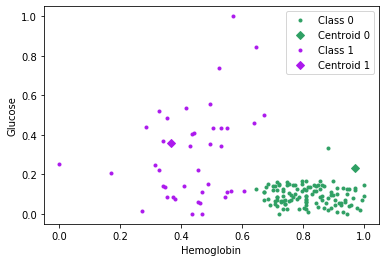 Class 0
Centroid 0
Class 1
Centroid 1
1.0
0.8
0.6
0.4
0.2
0.0
Glucose
0.0 0.2 0.4 0.6 0.8 1.0
Hemoglobin